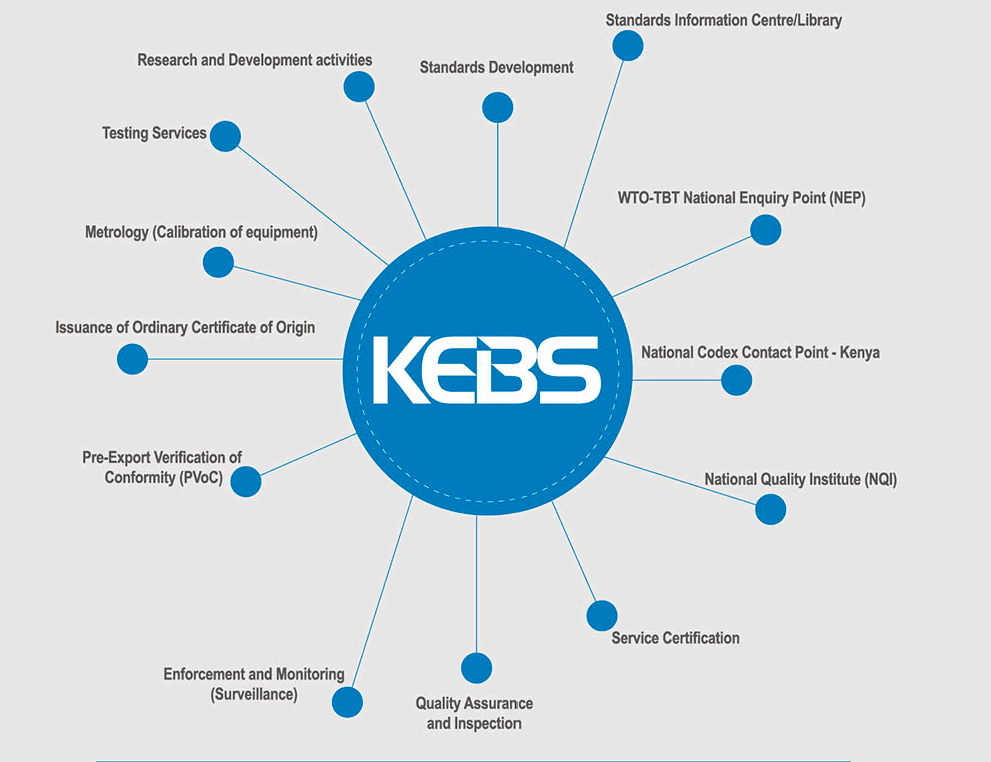 Standards Information Centre/Library
Research and Development activities
Standards Development
Testing Services
WTO-TBT National Enquiry Point (NEP)
Metrology (Calibration of equipment)
Issuance of Ordinary Certificate of Origin
KEBS
National Codex Contact Point - Kenya
Pre-Export Verification of
Conformity (PVoC)
National Quality Institute (NQI)
Service Certification
Enforcement and Monitoring
(Surveillance)
Quality Assurance
and Inspection